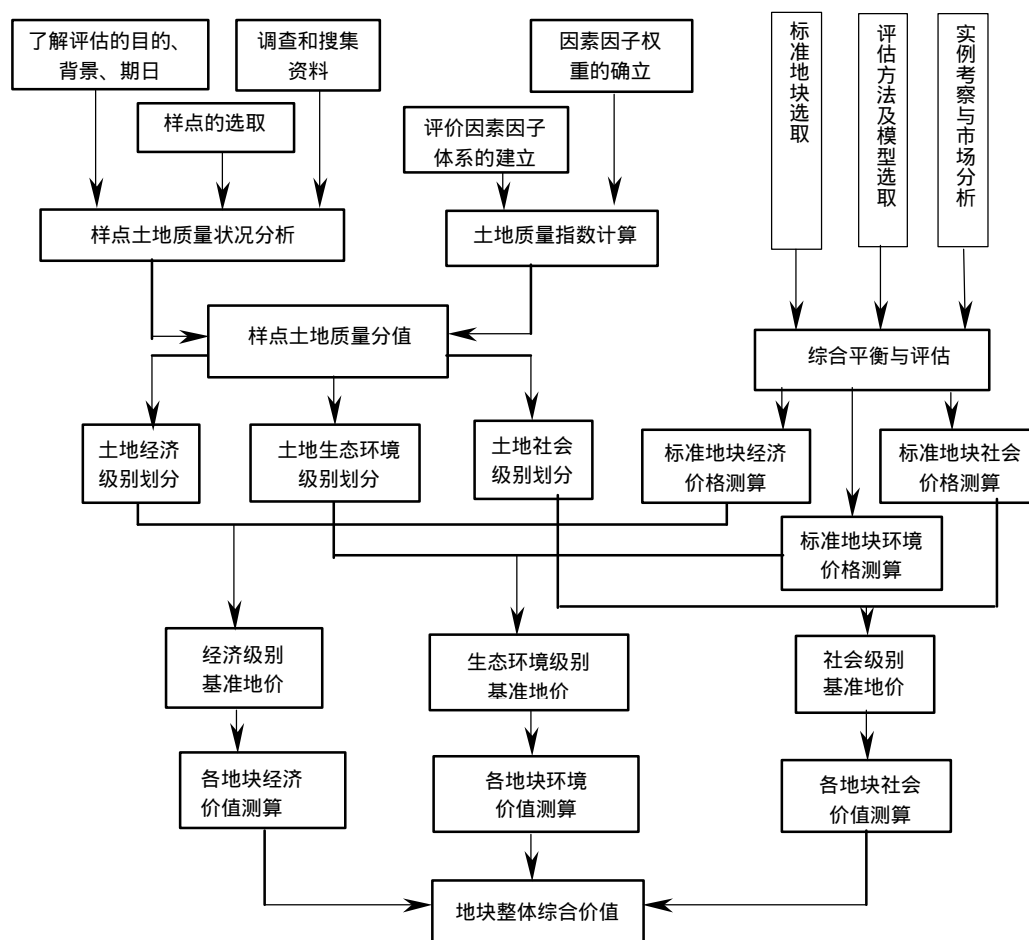 了解评估的目的、
背景、期日
调查和搜集
资料
因素因子权
重的确立
标准地块选取
评估方法及模型选取
实例考察与市场分析
样点的选取
评价因素因子
体系的建立
样点土地质量状况分析
土地质量指数计算
样点土地质量分值
综合平衡与评估
土地经济
级别划分
土地生态环境
级别划分
土地社会
级别划分
标准地块经济
价格测算
标准地块社会
价格测算
标准地块环境
价格测算
经济级别
基准地价
生态环境级别
基准地价
社会级别
基准地价
各地块经济
价值测算
各地块环境
价值测算
各地块社会
价值测算
地块整体综合价值